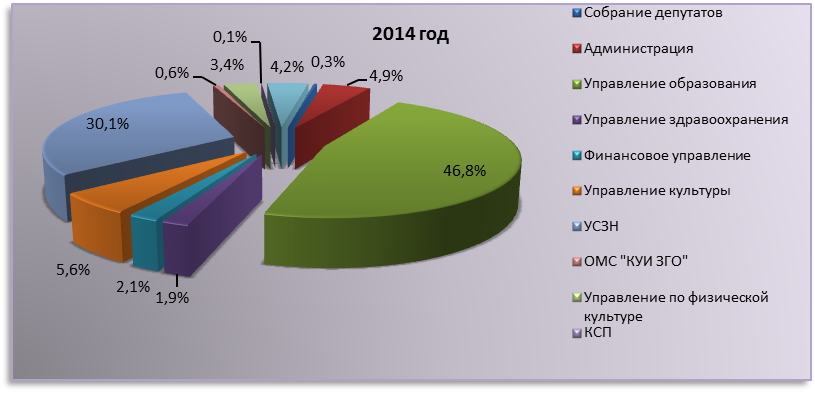 2014 год
0,1%
0,3%
3,4%
4,2%
0,6%
4,9%
30,1%
46,8%
5,6%
2,1%
1,9%
Собрание депутатов
Администрация
Управление образования
Управление здравоохранения
Финансовое управление
Управление культуры
УСЗН
ОМС "КУИ ЗГО"
Управление по физической
культуре
КСП